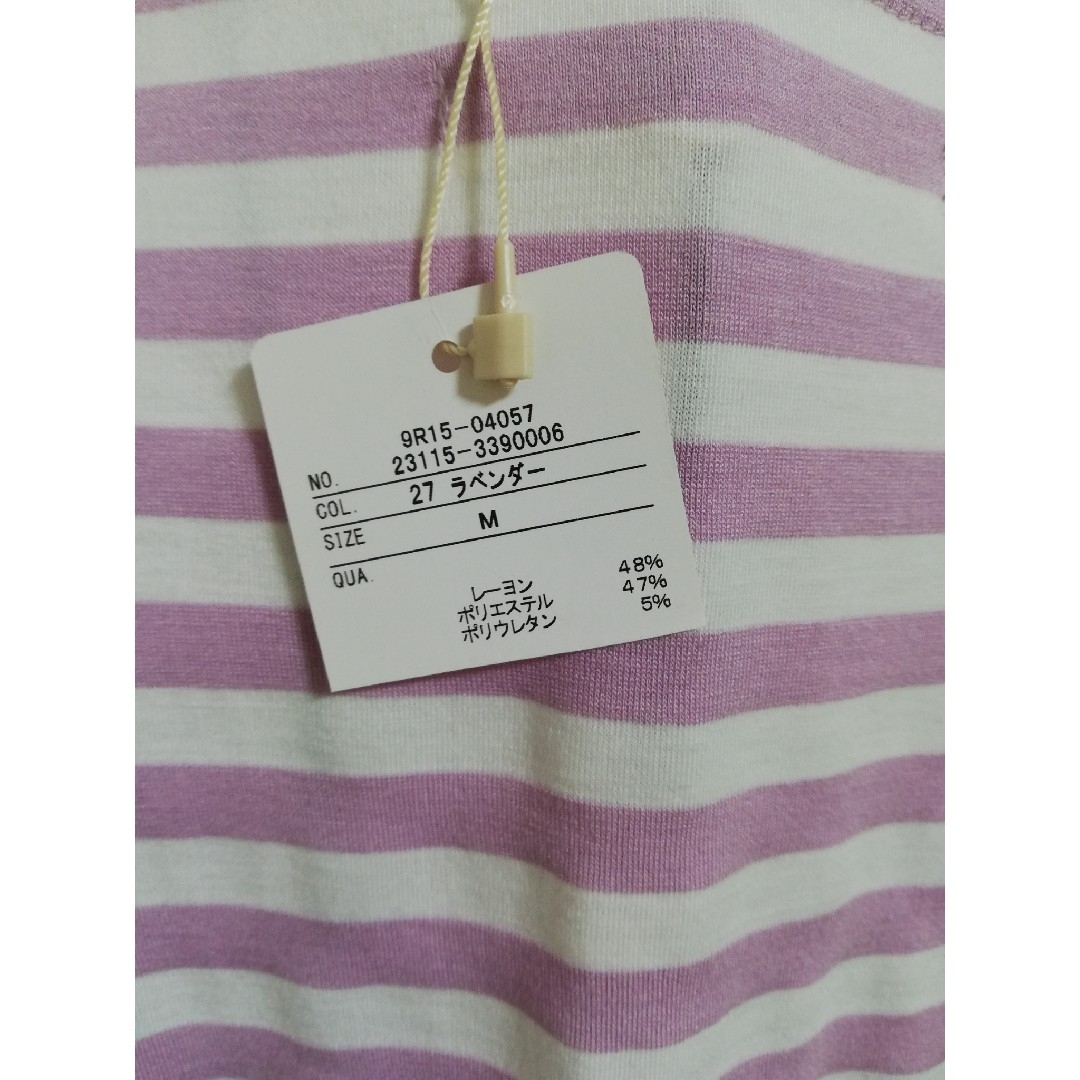 9R15-04057
NO. 23115-3390006
COL. 27 ラベンダー
SIZE M
QUA.
レーヨン 48%
ポリエステル 47%
ポリウレタン 5%